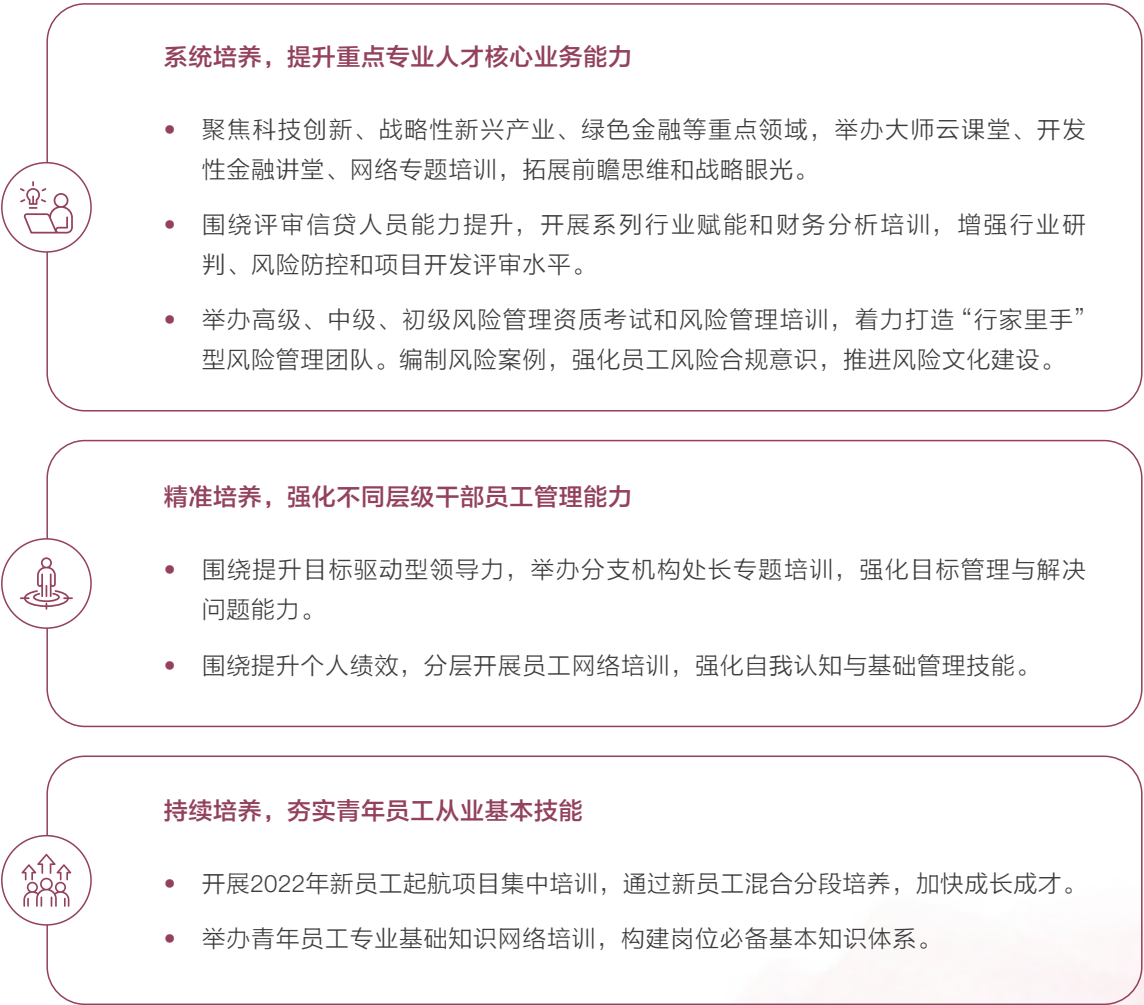 系统培养，提升重点专业人才核心业务能力
• 聚焦科技创新、战略性新兴产业、绿色金融等重点领域，举办大师云课堂、开发
性金融讲堂、网络专题培训，拓展前瞻思维和战略眼光。
• 围绕评审信贷人员能力提升，开展系列行业赋能和财务分析培训，增强行业研
判、风险防控和项目开发评审水平。
• 举办高级、中级、初级风险管理资质考试和风险管理培训，着力打造“行家里手”
型风险管理团队。编制风险案例，强化员工风险合规意识，推进风险文化建设。
精准培养，强化不同层级干部员工管理能力
• 围绕提升目标驱动型领导力，举办分支机构处长专题培训，强化目标管理与解决
问题能力。
• 围绕提升个人绩效，分层开展员工网络培训，强化自我认知与基础管理技能。
持续培养，夯实青年员工从业基本技能
• 开展2022年新员工起航项目集中培训，通过新员工混合分段培养，加快成长成才。
• 举办青年员工专业基础知识网络培训，构建岗位必备基本知识体系。